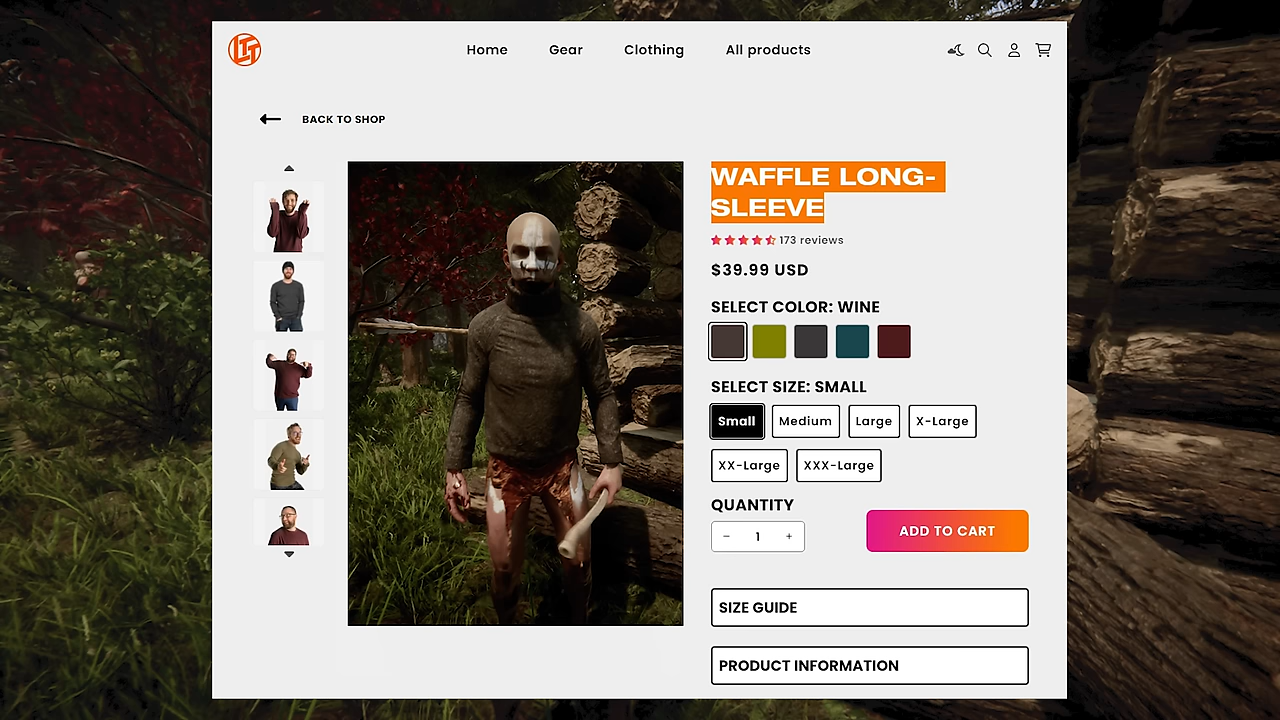 LTT
Home Gear Clothing All products
BACK TO SHOP
WAFFLE LONG-
SLEEVE
173 reviews
$39.99 USD
SELECT COLOR: WINE
SELECT SIZE: SMALL
Small Medium Large X-Large
XX-Large XXX-Large
QUANTITY
− 1 +
ADD TO CART
SIZE GUIDE
PRODUCT INFORMATION